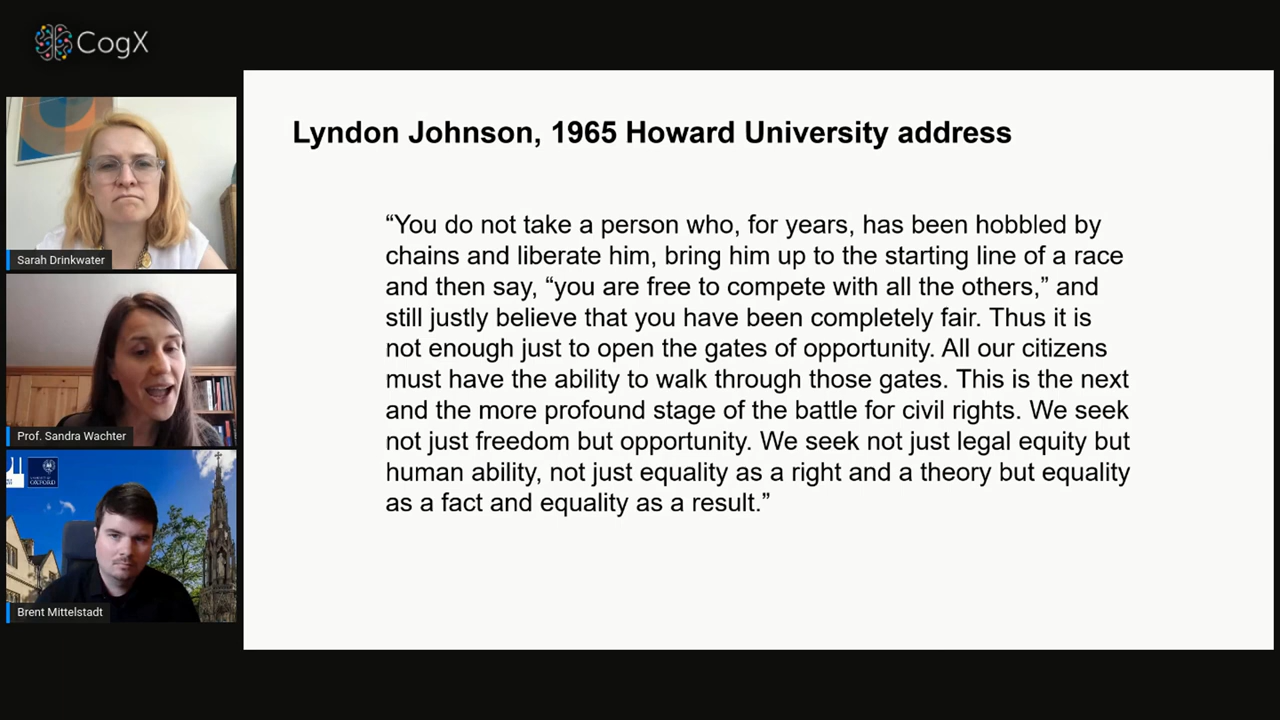 CogX
Sarah Drinkwater
Prof. Sandra Wachter
OXFORD
Brent Mittelstadt
Lyndon Johnson, 1965 Howard University address
“You do not take a person who, for years, has been hobbled by
chains and liberate him, bring him up to the starting line of a race
and then say, “you are free to compete with all the others,” and
still justly believe that you have been completely fair. Thus it is
not enough just to open the gates of opportunity. All our citizens
must have the ability to walk through those gates. This is the next
and the more profound stage of the battle for civil rights. We seek
not just freedom but opportunity. We seek not just legal equity but
human ability, not just equality as a right and a theory but equality
as a fact and equality as a result.”